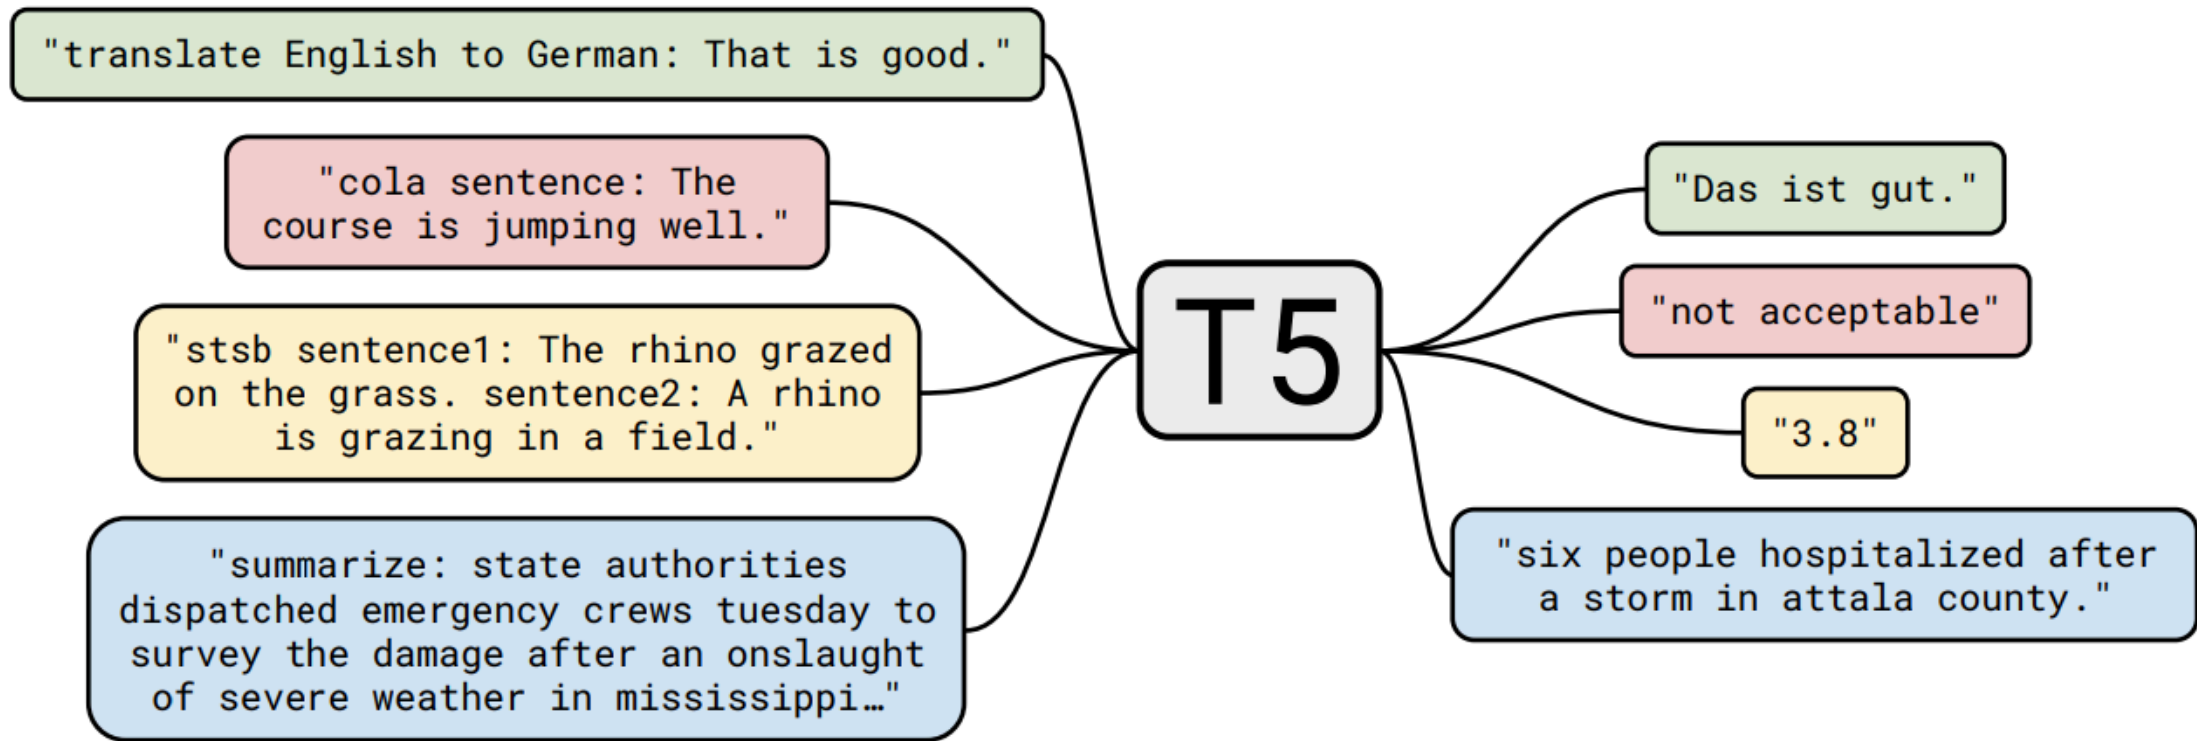 "translate English to German: That is good."
"cola sentence: The
course is jumping well."
"stsb sentence1: The rhino grazed
on the grass. sentence2: A rhino
is grazing in a field."
"summarize: state authorities
dispatched emergency crews tuesday to
survey the damage after an onslaught
of severe weather in mississippi…"
T5
"Das ist gut."
"not acceptable"
"3.8"
"six people hospitalized after
a storm in attala county."